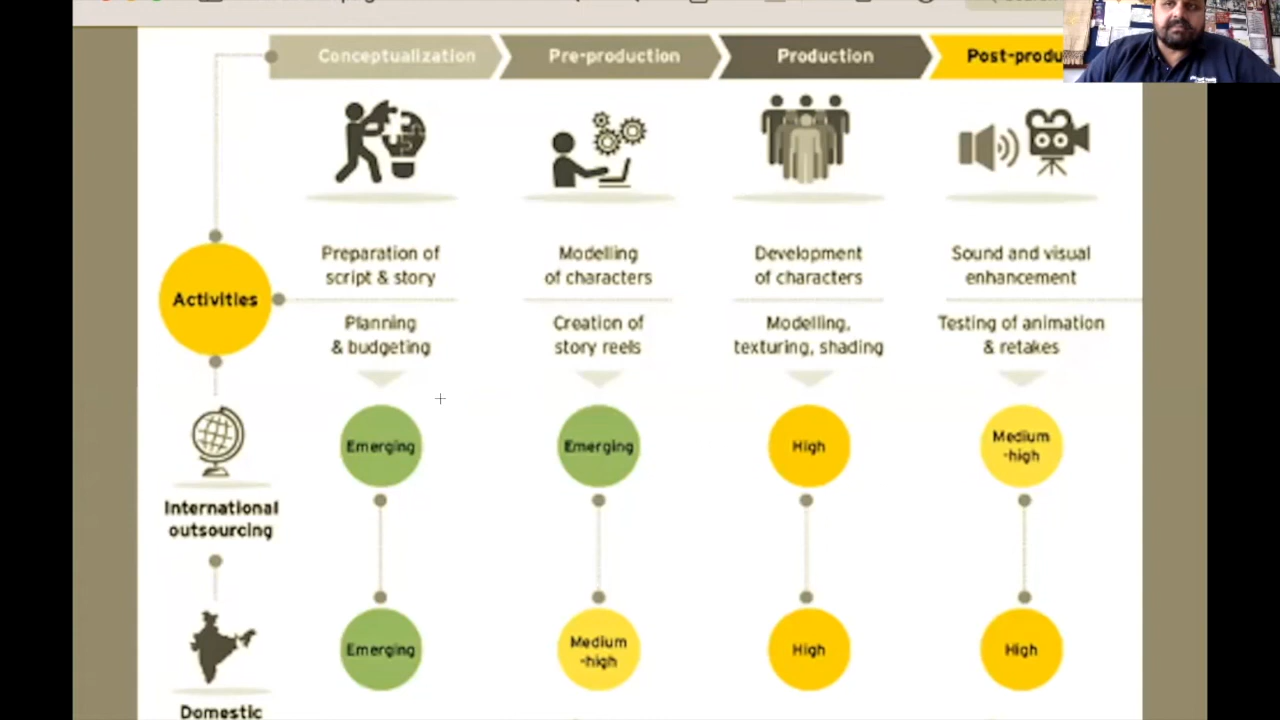 Conceptualization
Pre-production
Production
Post-produ
Preparation of
script & story
Modelling
of characters
Development
of characters
Sound and visual
enhancement
Activities
Planning
& budgeting
Creation of
story reels
Modelling,
texturing, shading
Testing of animation
& retakes
Emerging
Emerging
High
Medium
-high
International
outsourcing
Emerging
Medium
-high
High
High
Domestic